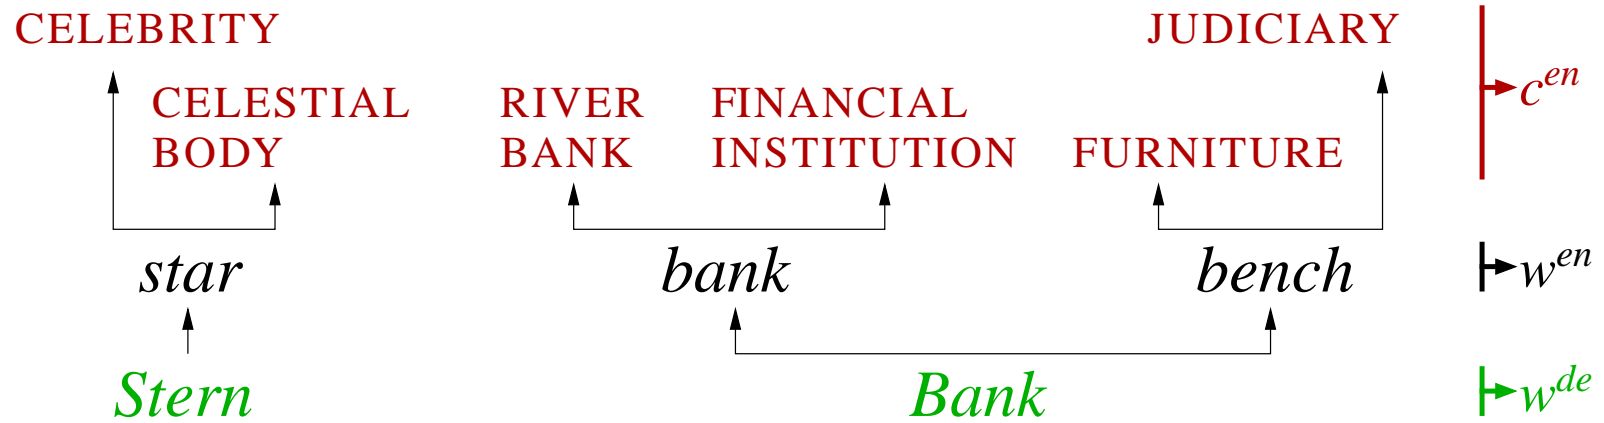 CELEBRITY JUDICIARY
CELESTIAL RIVER FINANCIAL c^en
BODY BANK INSTITUTION FURNITURE
star bank bench w^en
Stern Bank w^de